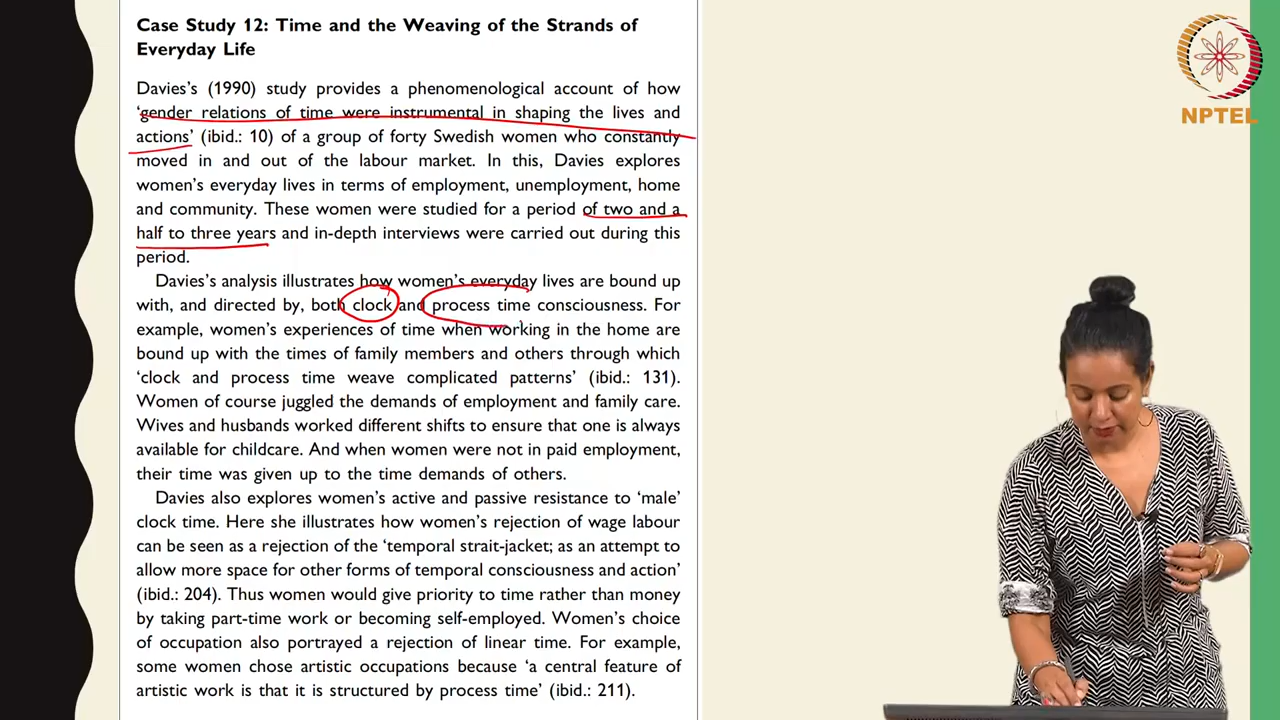 Case Study 12: Time and the Weaving of the Strands of
Everyday Life
Davies's (1990) study provides a phenomenological account of how
'gender relations of time were instrumental in shaping the lives and
actions' (ibid.: 10) of a group of forty Swedish women who constantly
moved in and out of the labour market. In this, Davies explores
women's everyday lives in terms of employment, unemployment, home
and community. These women were studied for a period of two and a
half to three years and in-depth interviews were carried out during this
period.
Davies's analysis illustrates how women's everyday lives are bound up
with, and directed by, both clock and process time consciousness. For
example, women's experiences of time when working in the home are
bound up with the times of family members and others through which
'clock and process time weave complicated patterns' (ibid.: 131).
Women of course juggled the demands of employment and family care.
Wives and husbands worked different shifts to ensure that one is always
available for childcare. And when women were not in paid employment,
their time was given up to the time demands of others.
Davies also explores women's active and passive resistance to 'male'
clock time. Here she illustrates how women's rejection of wage labour
can be seen as a rejection of the 'temporal strait-jacket; as an attempt to
allow more space for other forms of temporal consciousness and action'
(ibid.: 204). Thus women would give priority to time rather than money
by taking part-time work or becoming self-employed. Women's choice
of occupation also portrayed a rejection of linear time. For example,
some women chose artistic occupations because 'a central feature of
artistic work is that it is structured by process time' (ibid.: 211).
NPTEL